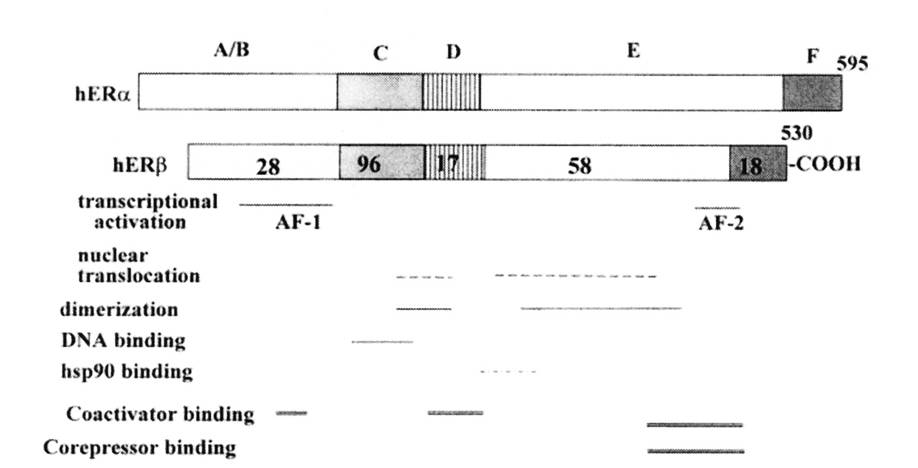 A/B C D E F 595
hERα
530
hERβ 28 96 17 58 18 -COOH
transcriptional
activation AF-1 AF-2
nuclear
translocation
dimerization
DNA binding
hsp90 binding
Coactivator binding
Corepressor binding